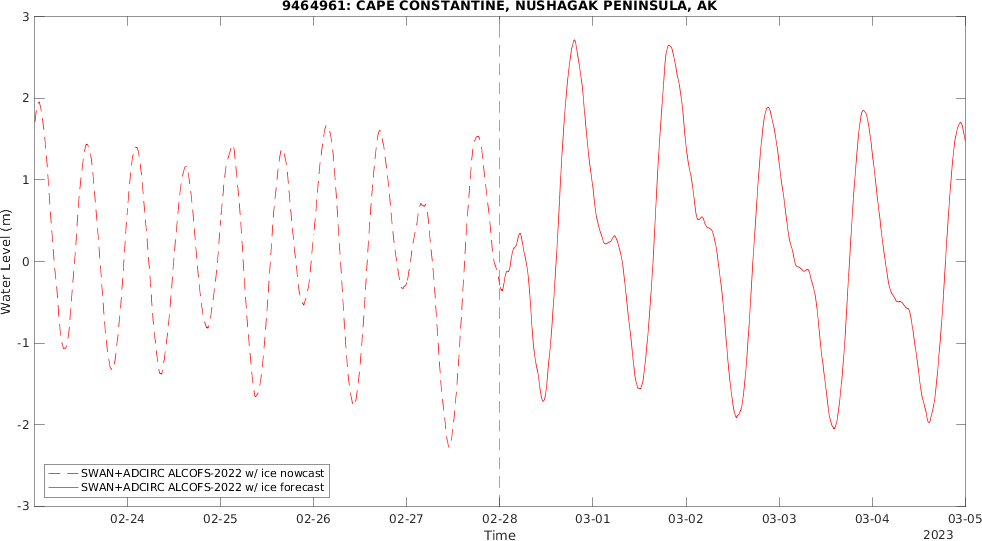 9464961: CAPE CONSTANTINE, NUSHAGAK PENINSULA, AK
3
2
1
0
-1
-2
-3
Water Level (m)
SWAN+ADCIRC ALCOFS-2022 w/ ice nowcast
SWAN+ADCIRC ALCOFS-2022 w/ ice forecast
02-24 02-25 02-26 02-27 02-28 03-01 03-02 03-03 03-04 03-05
Time
2023